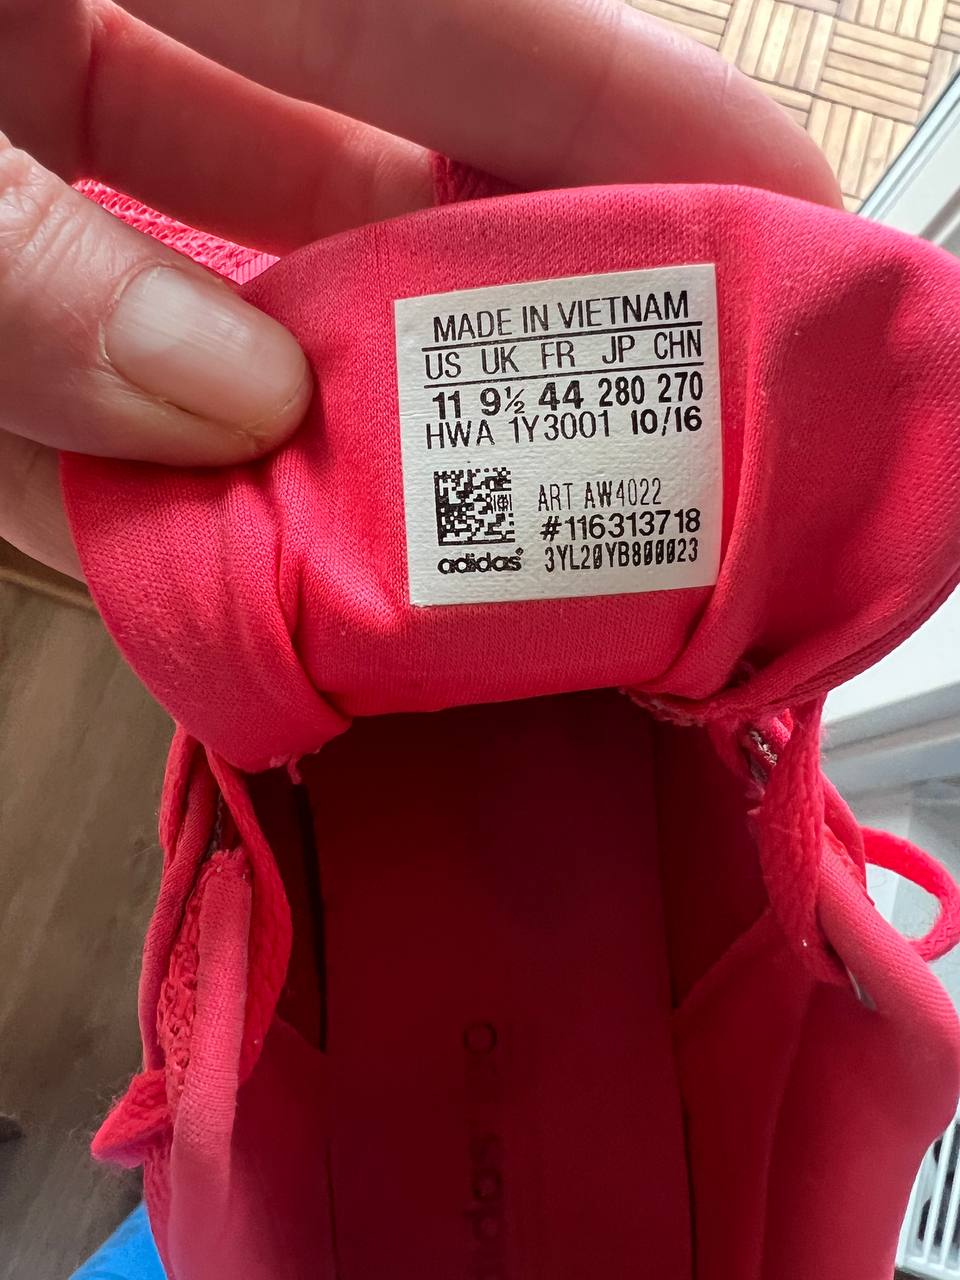 MADE IN VIETNAM
US UK FR JP CHN
11 9½ 44 280 270
HWA 1Y3001 10/16
ART AW4022
#116313718
adidas® 3YL20YB800023
adidas